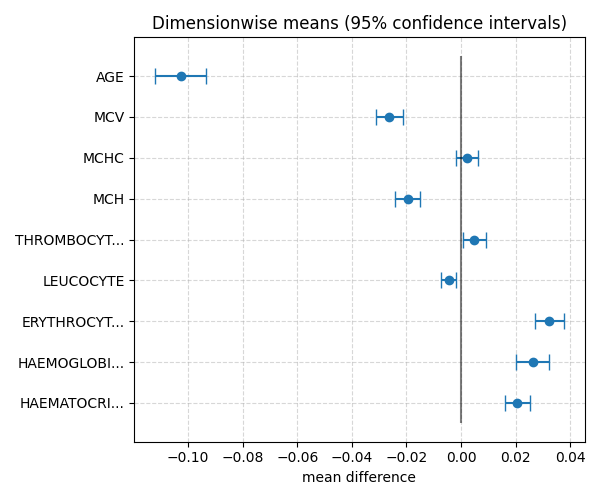 Dimensionwise means (95% confidence intervals)
AGE
MCV
MCHC
MCH
THROMBOCYT...
LEUCOCYTE
ERYTHROCYT...
HAEMOGLOBI...
HAEMATOCRI...
−0.10 −0.08 −0.06 −0.04 −0.02 0.00 0.02 0.04
mean difference